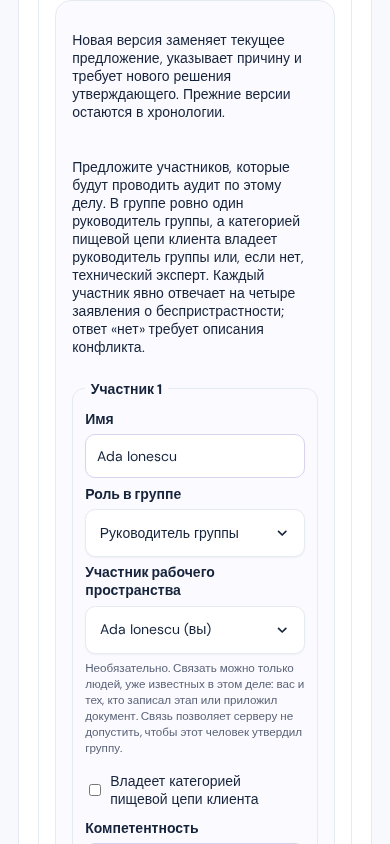 Новая версия заменяет текущее
предложение, указывает причину и
требует нового решения
утверждающего. Прежние версии
остаются в хронологии.
Предложите участников, которые
будут проводить аудит по этому
делу. В группе ровно один
руководитель группы, а категорией
пищевой цепи клиента владеет
руководитель группы или, если нет,
технический эксперт. Каждый
участник явно отвечает на четыре
заявления о беспристрастности;
ответ «нет» требует описания
конфликта.
Участник 1
Имя
Ada Ionescu
Роль в группе
Руководитель группы
Участник рабочего
пространства
Ada Ionescu (вы)
Необязательно. Связать можно только
людей, уже известных в этом деле: вас и
тех, кто записал этап или приложил
документ. Связь позволяет серверу не
допустить, чтобы этот человек утвердил
группу.
Владеет категорией
пищевой цепи клиента
Компетентность